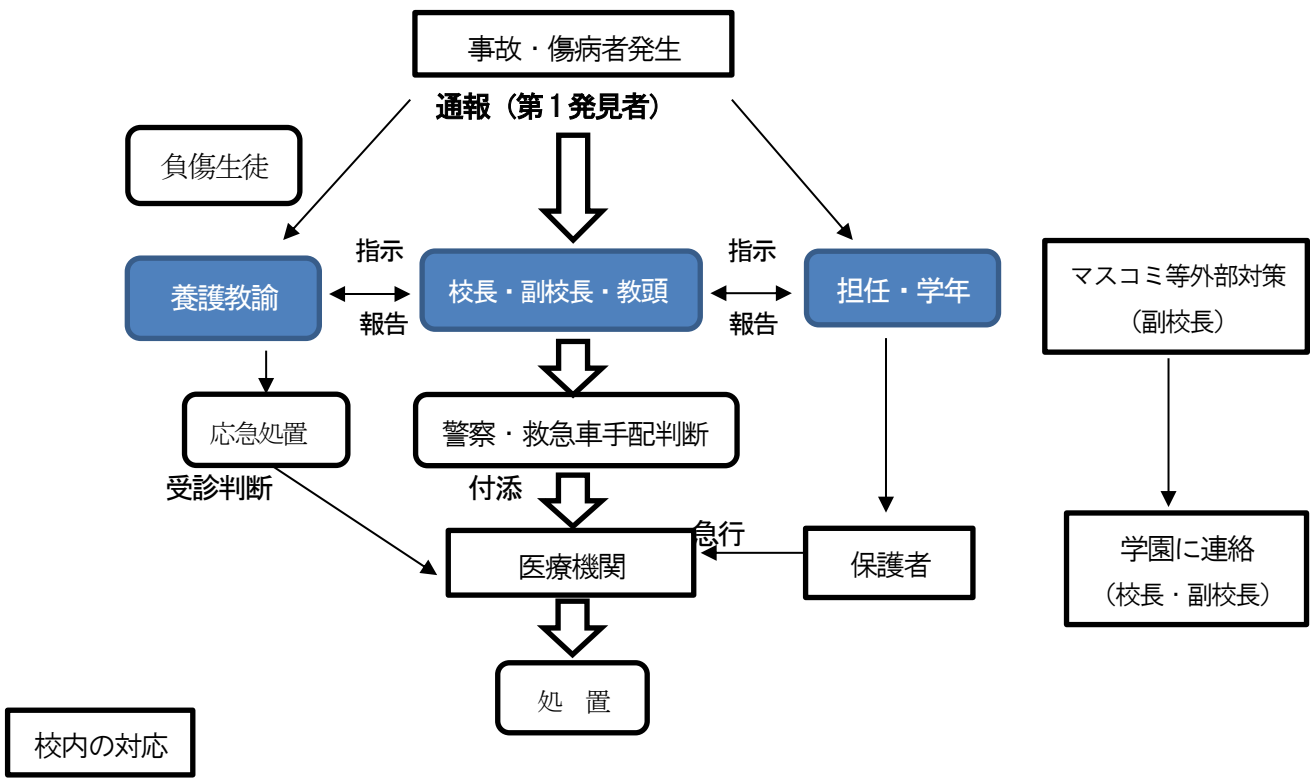 事故・傷病者発生
通報（第１発見者）
負傷生徒
指示
指示
養護教諭
校長・副校長・教頭
担任・学年
報告
報告
マスコミ等外部対策
（副校長）
応急処置
警察・救急車手配判断
受診判断
付添
急行
医療機関
保護者
学園に連絡
（校長・副校長）
処　置
校内の対応